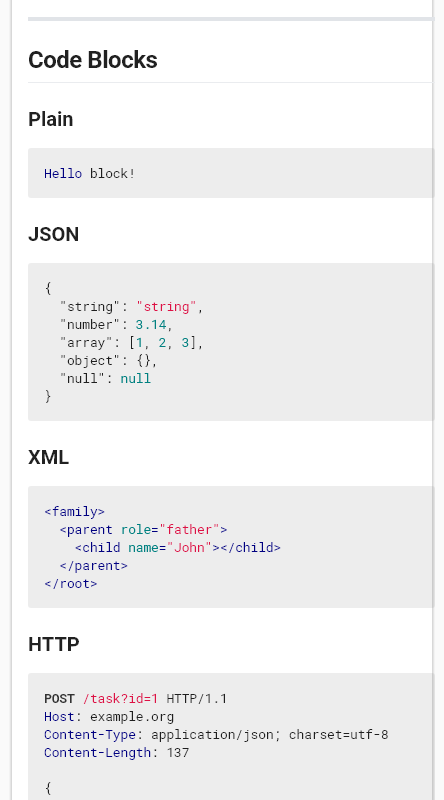 Code Blocks
Plain
Hello block!
JSON
{
  "string": "string",
  "number": 3.14,
  "array": [1, 2, 3],
  "object": {},
  "null": null
}
XML
<family>
  <parent role="father">
    <child name="John"></child>
  </parent>
</root>
HTTP
POST /task?id=1 HTTP/1.1
Host: example.org
Content-Type: application/json; charset=utf-8
Content-Length: 137
{